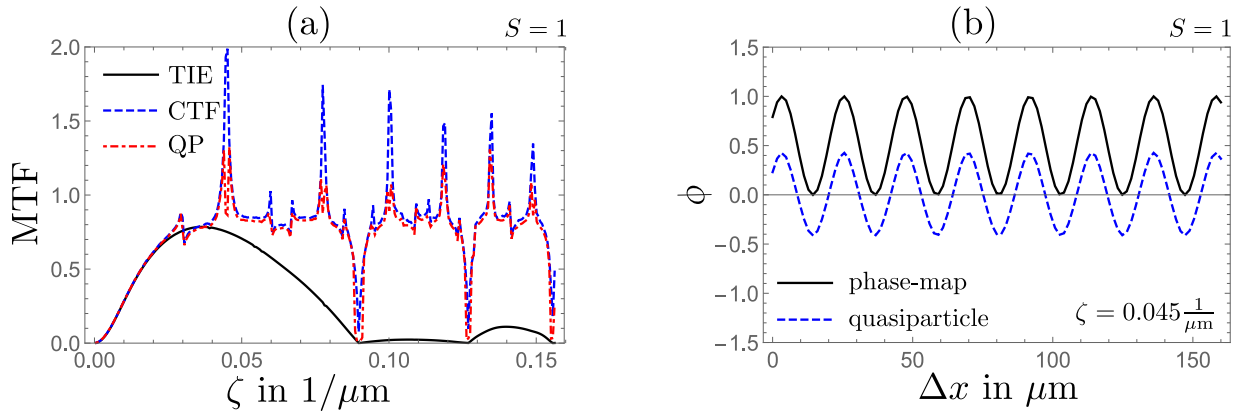 (a)
S = 1
MTF
2.0
1.5
1.0
0.5
0.0
TIE
CTF
QP
0.00 0.05 0.10 0.15
ζ in 1/μm
(b)
S = 1
ϕ
1.5
1.0
0.5
0.0
−0.5
−1.0
−1.5
phase-map
quasiparticle
ζ = 0.045 1/μm
0 50 100 150
Δx in μm